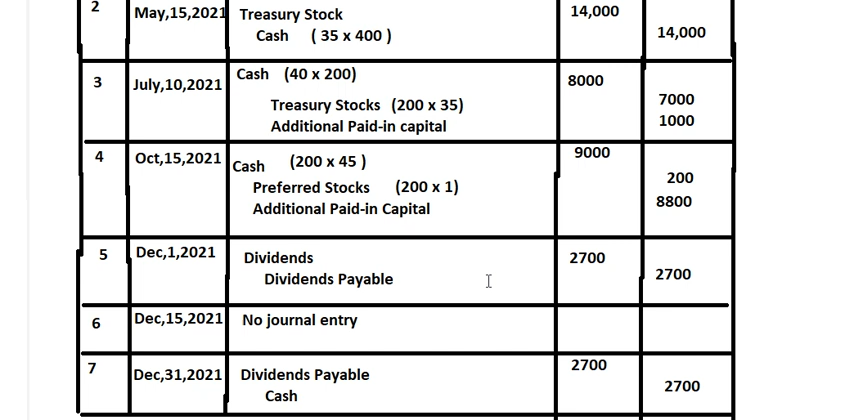 2 May,15,2021 Treasury Stock 14,000
Cash ( 35 x 400 ) 14,000
3 July,10,2021 Cash (40 x 200) 8000
Treasury Stocks (200 x 35) 7000
Additional Paid-in capital 1000
4 Oct,15,2021 Cash (200 x 45 ) 9000
Preferred Stocks (200 x 1) 200
Additional Paid-in Capital 8800
5 Dec,1,2021 Dividends 2700
Dividends Payable 2700
6 Dec,15,2021 No journal entry
7 Dec,31,2021 Dividends Payable 2700
Cash 2700